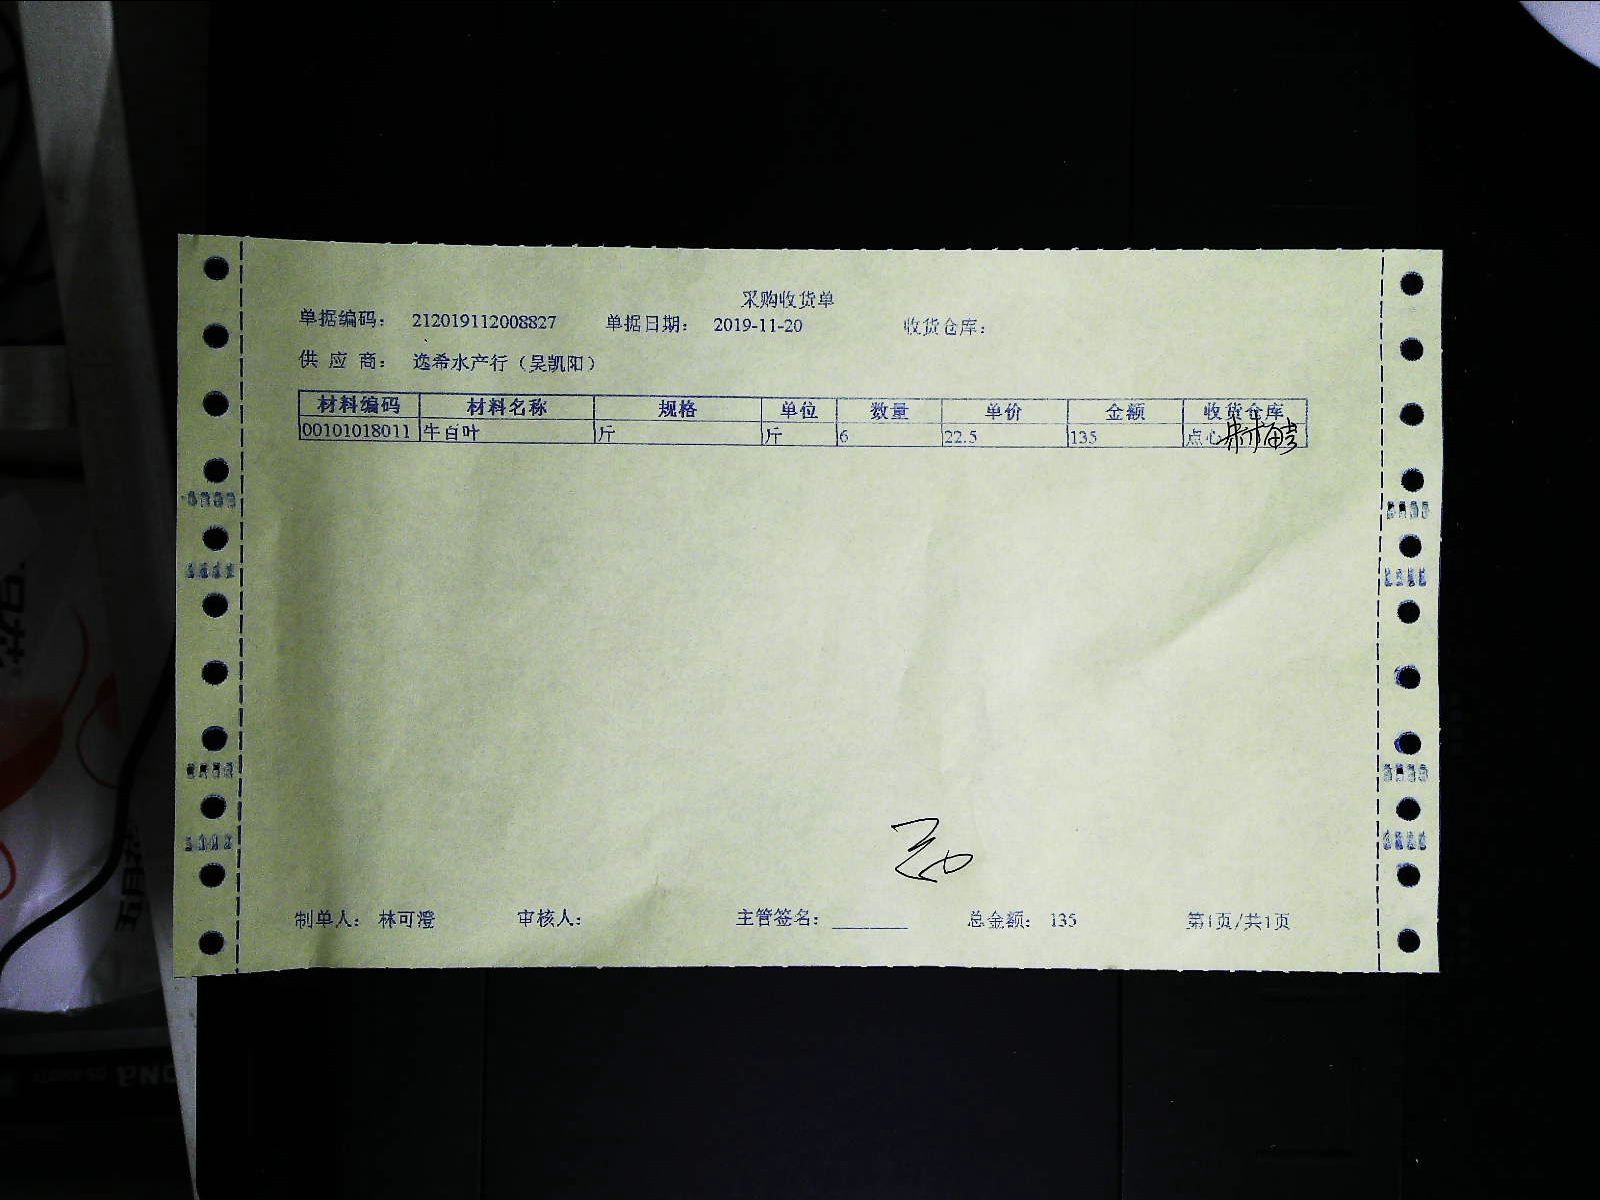 采购收货单
单据编码： 212019112008827 单据日期： 2019-11-20 收货仓库：
供 应 商： 逸希水产行（吴凯阳）
材料编码 材料名称 规格 单位 数量 单价 金额 收货仓库
00101018011 牛百叶 斤 斤 6 22.5 135 点心
制单人： 林可澄 审核人： 主管签名： 总金额： 135 第1页/共1页